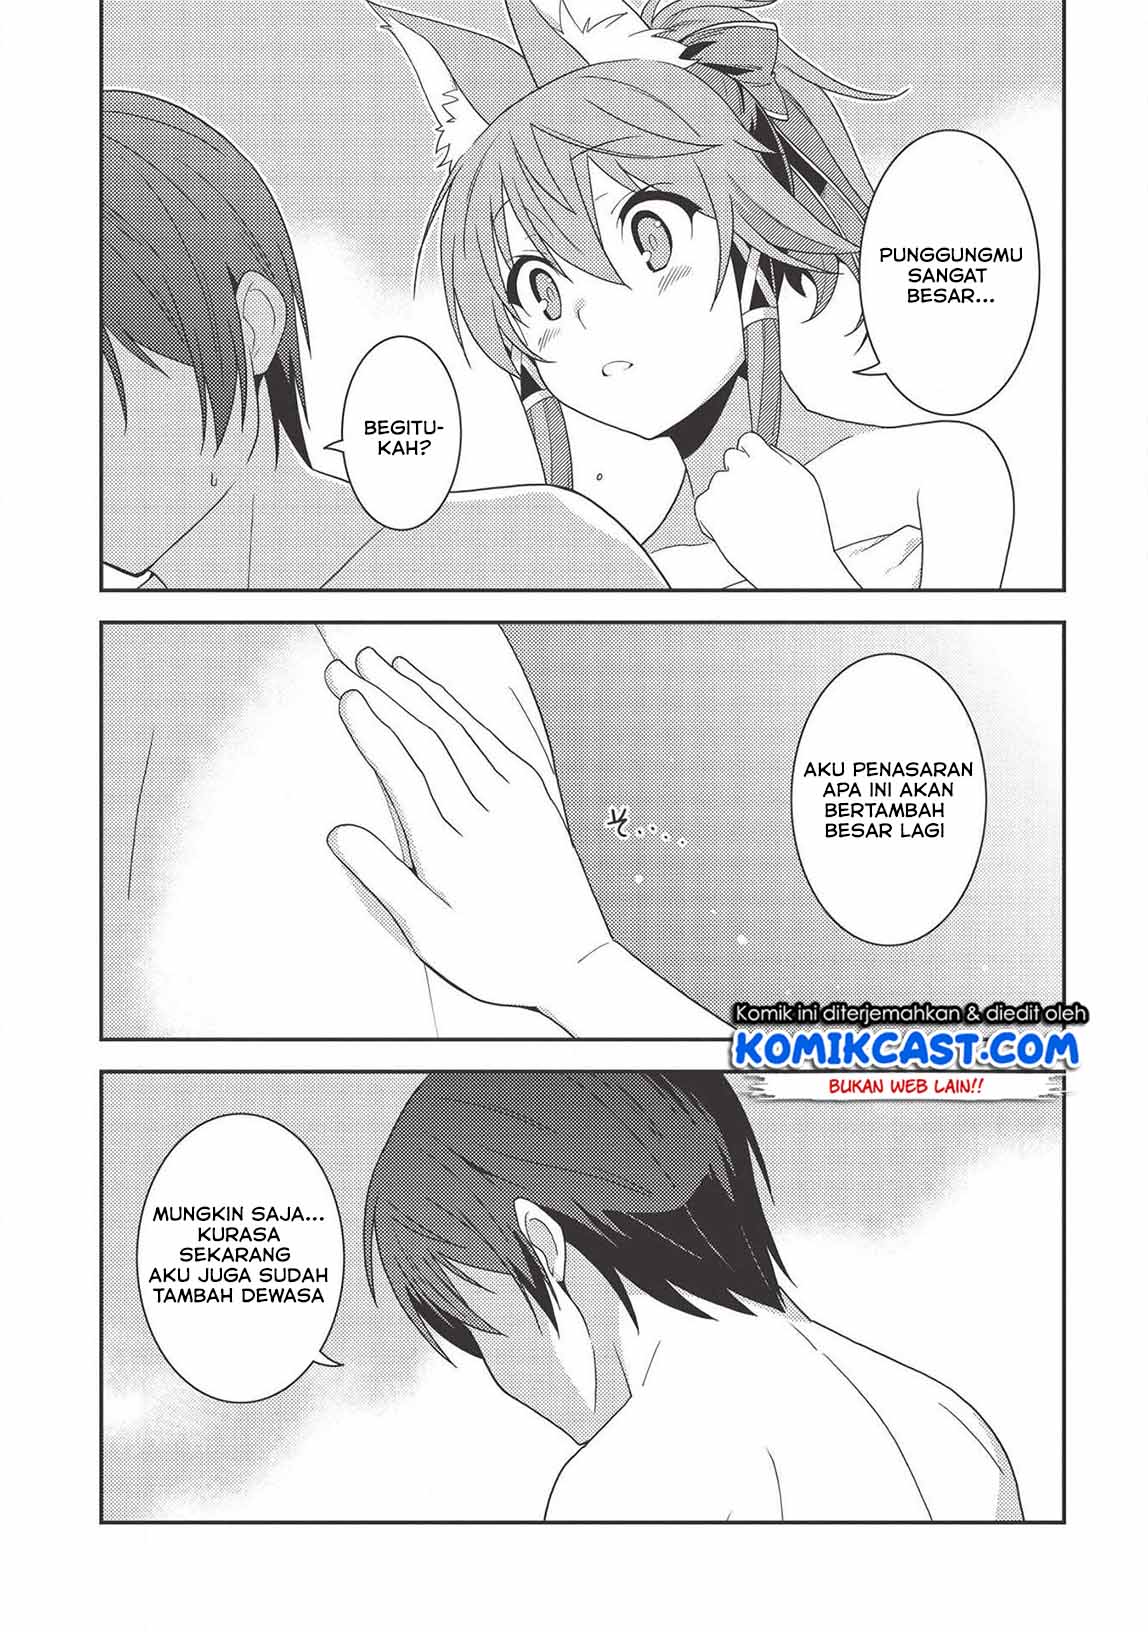 PUNGGUNGMU
SANGAT
BESAR...
BEGITU-
KAH?
AKU PENASARAN
APA INI AKAN
BERTAMBAH
BESAR LAGI
そ....
Komik ini diterjemahkan & diedit oleh
KOMIKCAST.COM
BUKAN WEB LAIN!!
MUNGKIN SAJA...
KURASA
SEKARANG
AKU JUGA SUDAH
TAMBAH DEWASA